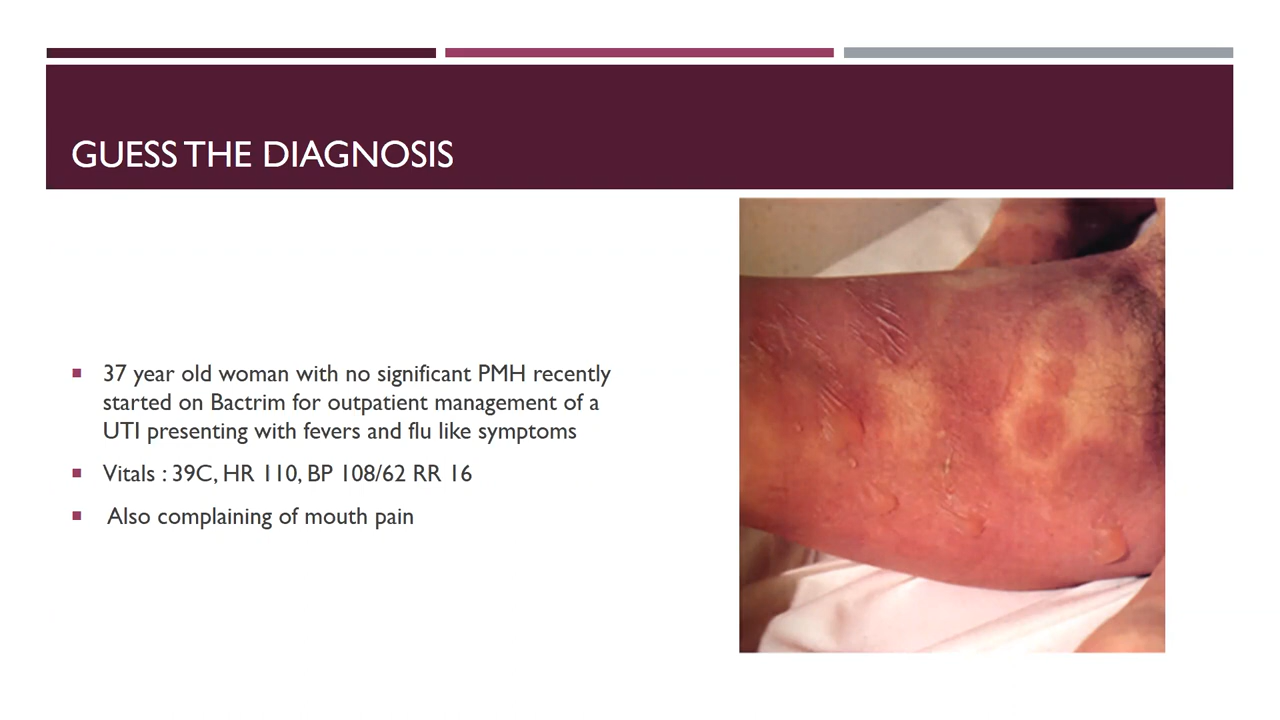 GUESS THE DIAGNOSIS
37 year old woman with no significant PMH recently
started on Bactrim for outpatient management of a
UTI presenting with fevers and flu like symptoms
Vitals : 39C, HR 110, BP 108/62 RR 16
Also complaining of mouth pain